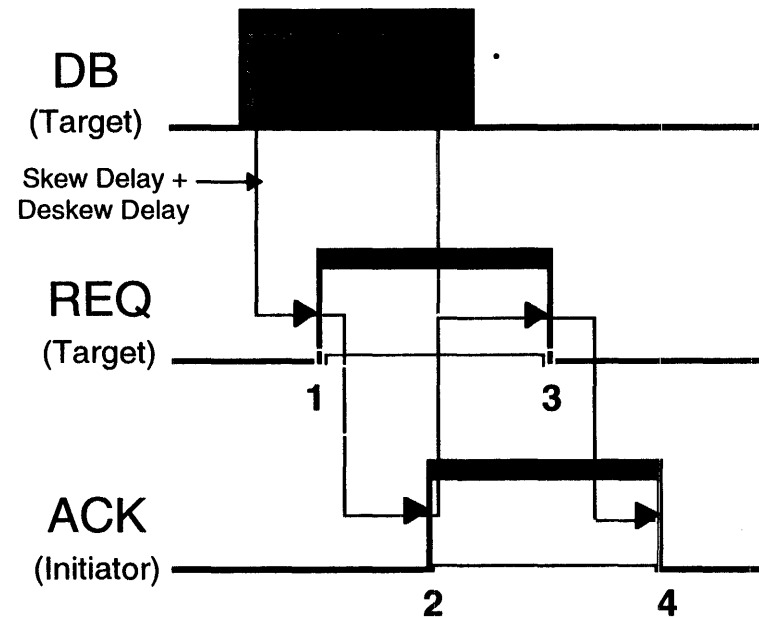 DB
(Target)
Skew Delay +
Deskew Delay
REQ
(Target)
1
3
ACK
(Initiator)
2
4